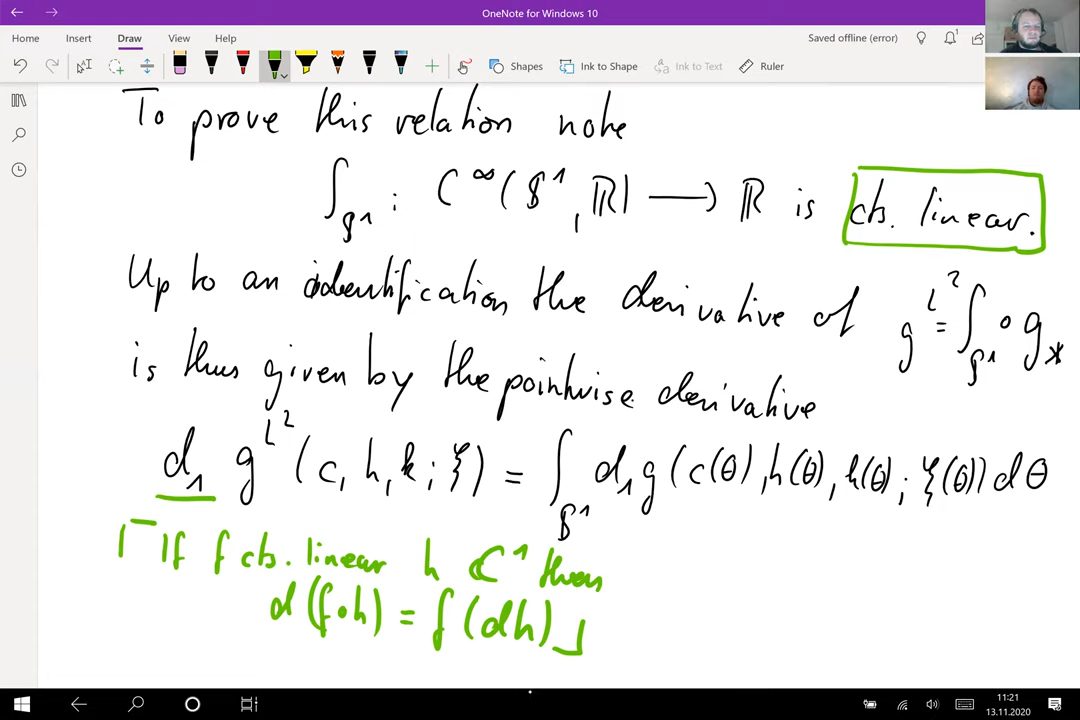 OneNote for Windows 10
Home Insert Draw View Help Saved offline (error)
Shapes Ink to Shape Ink to Text Ruler
To prove this relation note
∫_{𝕊¹} : C^∞(𝕊¹, ℝ) ⟶ ℝ is cts. linear.
Up to an identification the derivative of g^{L²} = ∫_{𝕊¹} ∘ g_*
is thus given by the pointwise derivative
d₁ g^{L²}(c, h, k; ξ) = ∫_{𝕊¹} d₁g(c(θ), h(θ), k(θ); ξ(θ)) dθ
⌈ If f cts. linear h C¹ then
d(f∘h) = f(dh) ⌋
11:21
13.11.2020